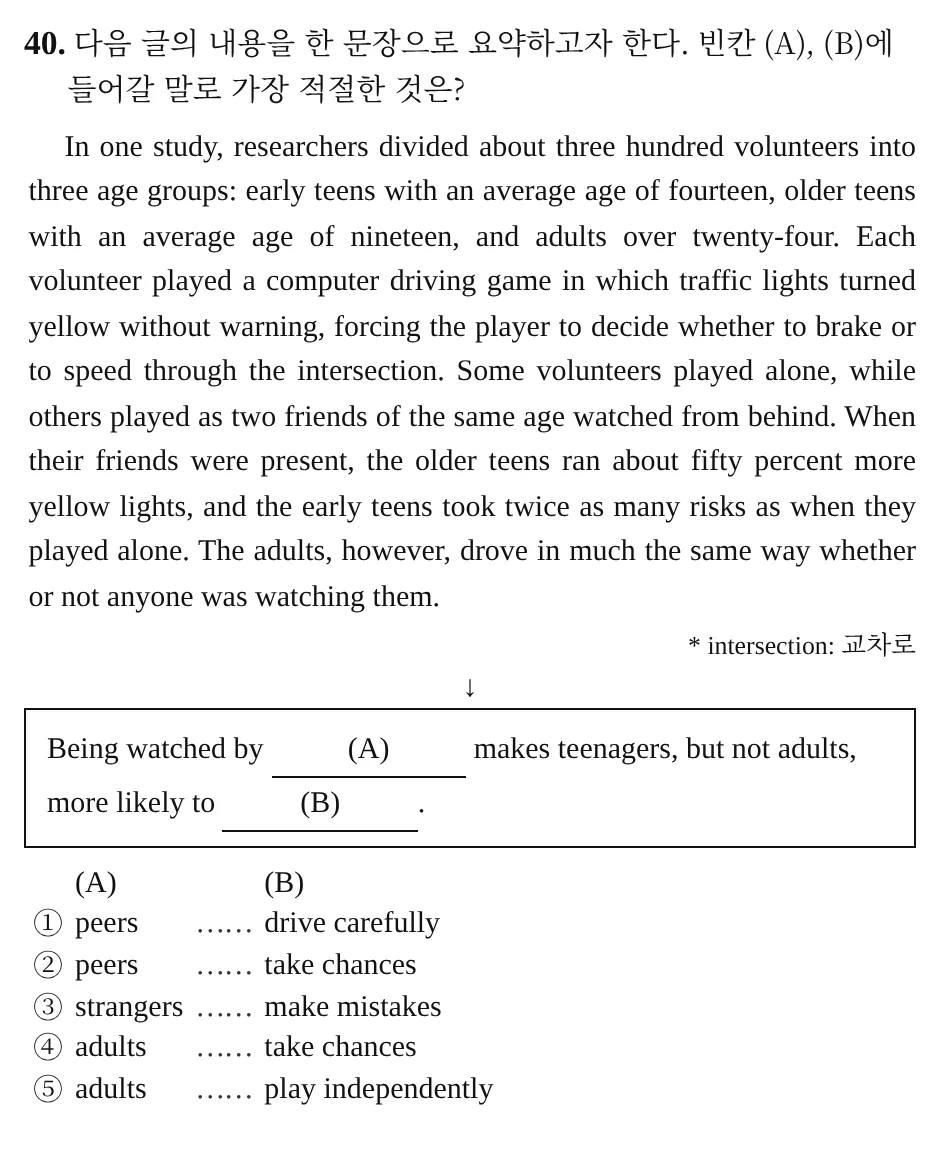 40. 다음 글의 내용을 한 문장으로 요약하고자 한다. 빈칸 (A), (B)에
들어갈 말로 가장 적절한 것은?
In one study, researchers divided about three hundred volunteers into
three age groups: early teens with an average age of fourteen, older teens
with an average age of nineteen, and adults over twenty-four. Each
volunteer played a computer driving game in which traffic lights turned
yellow without warning, forcing the player to decide whether to brake or
to speed through the intersection. Some volunteers played alone, while
others played as two friends of the same age watched from behind. When
their friends were present, the older teens ran about fifty percent more
yellow lights, and the early teens took twice as many risks as when they
played alone. The adults, however, drove in much the same way whether
or not anyone was watching them.
* intersection: 교차로
↓
Being watched by (A) makes teenagers, but not adults,
more likely to (B) .
(A) (B)
① peers …… drive carefully
② peers …… take chances
③ strangers …… make mistakes
④ adults …… take chances
⑤ adults …… play independently